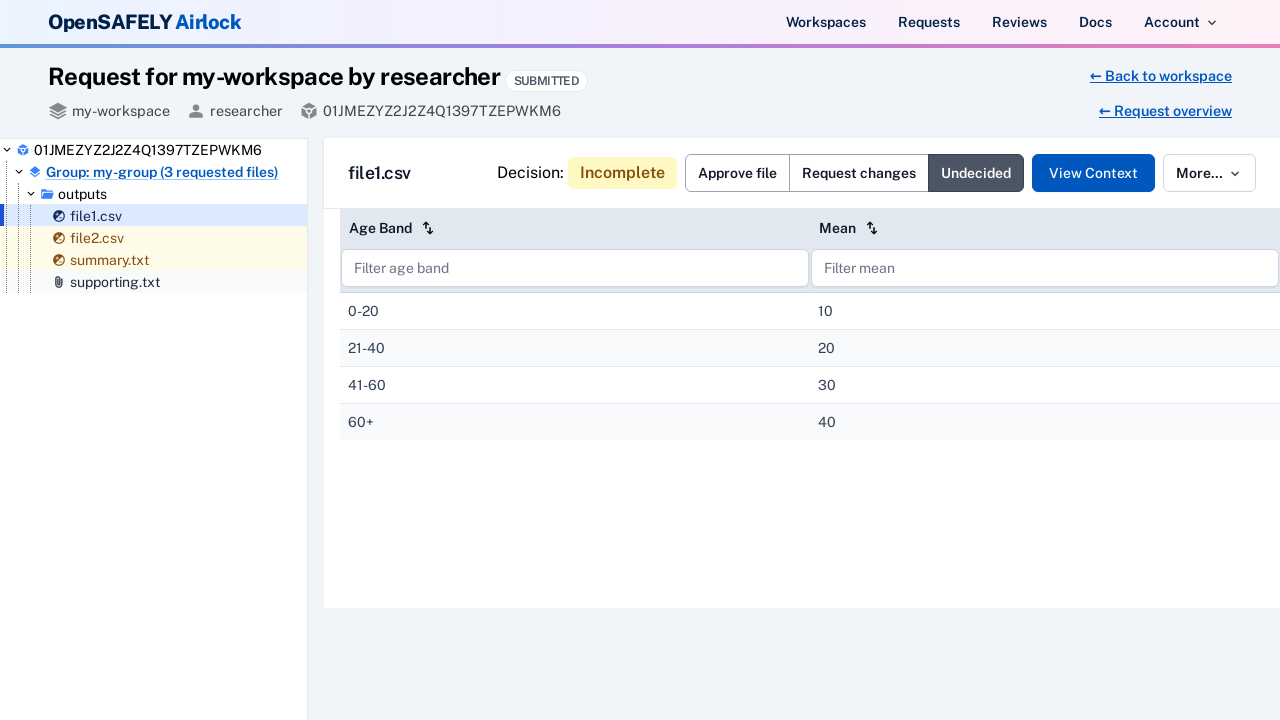 OpenSAFELY Airlock Workspaces Requests Reviews Docs Account
Request for my-workspace by researcher SUBMITTED ← Back to workspace
my-workspace researcher 01JMEZYZ2J2Z4Q1397TZEPWKM6 ← Request overview
01JMEZYZ2J2Z4Q1397TZEPWKM6
Group: my-group (3 requested files)
outputs
file1.csv
file2.csv
summary.txt
supporting.txt
file1.csv Decision: Incomplete Approve file Request changes Undecided View Context More...
Age Band Mean
Filter age band Filter mean
0-20 10
21-40 20
41-60 30
60+ 40